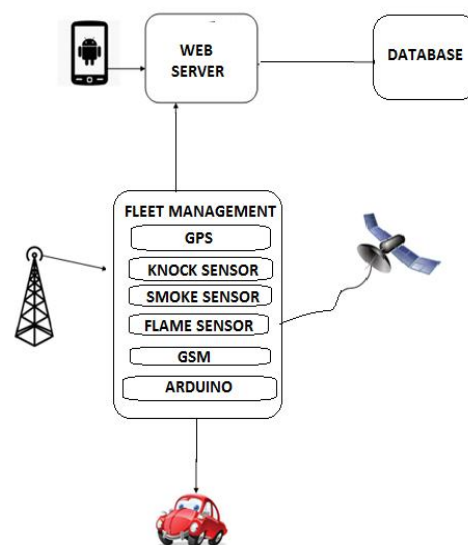 WEB
SERVER
DATABASE
FLEET MANAGEMENT
GPS
KNOCK SENSOR
SMOKE SENSOR
FLAME SENSOR
GSM
ARDUINO